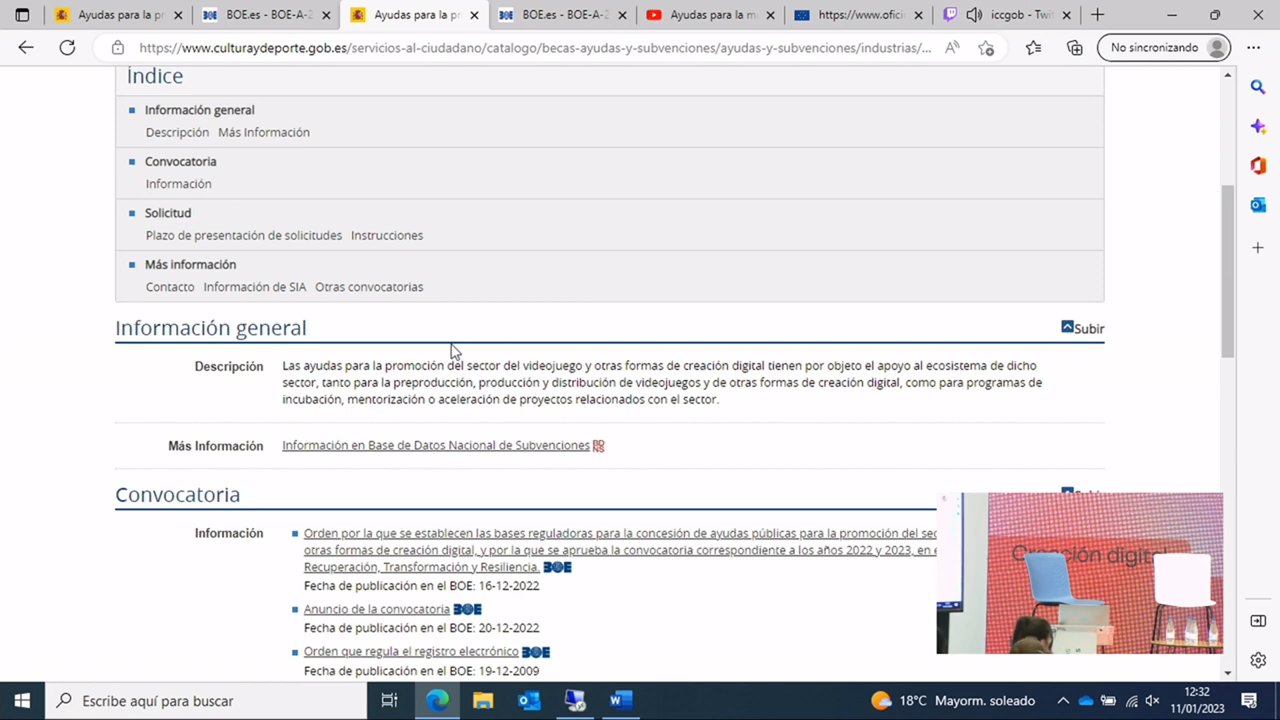 Ayudas para la pr
BOE.es - BOE-A-2
Ayudas para la pr
BOE.es - BOE-A-2
Ayudas para la m
https://www.ofici
iccgob - Twit
https://www.culturaydeporte.gob.es/servicios-al-ciudadano/catalogo/becas-ayudas-y-subvenciones/ayudas-y-subvenciones/industrias/...
No sincronizando
Índice
Información general
Descripción Más Información
Convocatoria
Información
Solicitud
Plazo de presentación de solicitudes Instrucciones
Más información
Contacto Información de SIA Otras convocatorias
Información general
Subir
Descripción
Las ayudas para la promoción del sector del videojuego y otras formas de creación digital tienen por objeto el apoyo al ecosistema de dicho
sector, tanto para la preproducción, producción y distribución de videojuegos y de otras formas de creación digital, como para programas de
incubación, mentorización o aceleración de proyectos relacionados con el sector.
Más Información
Información en Base de Datos Nacional de Subvenciones
Convocatoria
Información
Orden por la que se establecen las bases reguladoras para la concesión de ayudas públicas para la promoción del sec
otras formas de creación digital, y por la que se aprueba la convocatoria correspondiente a los años 2022 y 2023, en e
Recuperación, Transformación y Resiliencia. BOE
Fecha de publicación en el BOE: 16-12-2022
Anuncio de la convocatoria BOE
Fecha de publicación en el BOE: 20-12-2022
Orden que regula el registro electrónico BOE
Fecha de publicación en el BOE: 19-12-2009
Creación digital
Escribe aquí para buscar
18°C Mayorm. soleado
12:32
11/01/2023